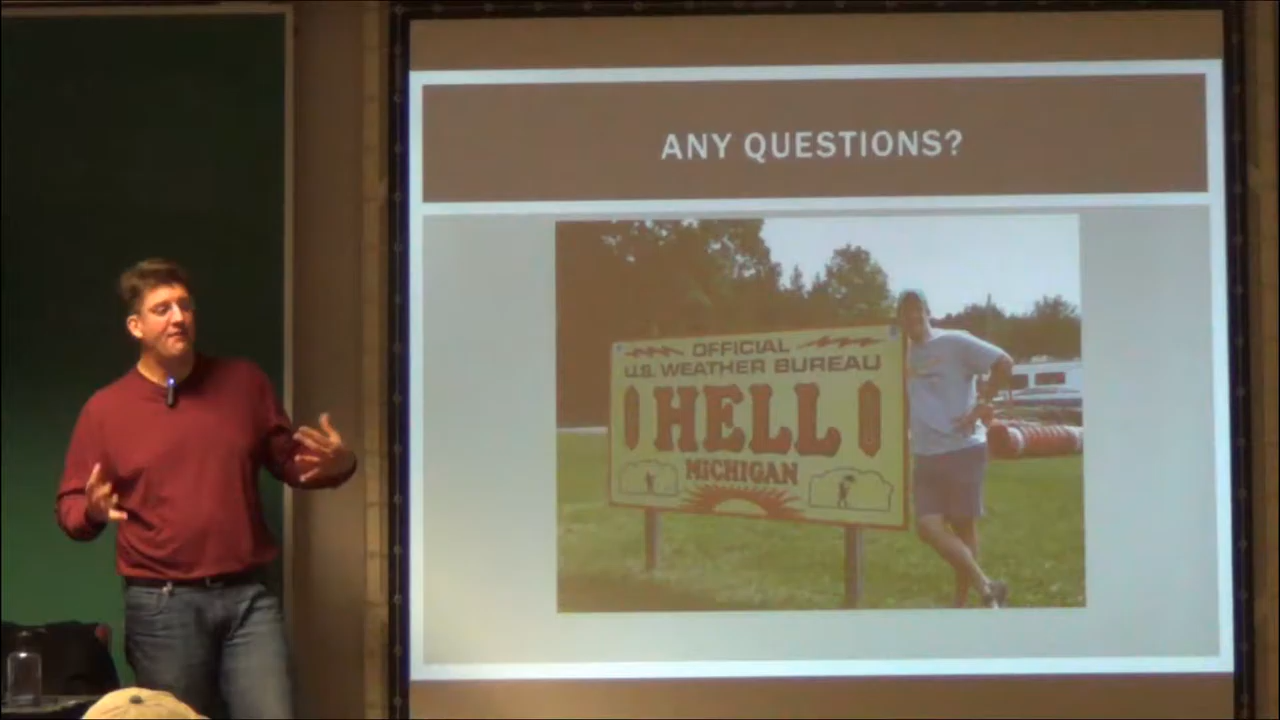 ANY QUESTIONS?
OFFICIAL
U.S. WEATHER BUREAU
HELL
MICHIGAN